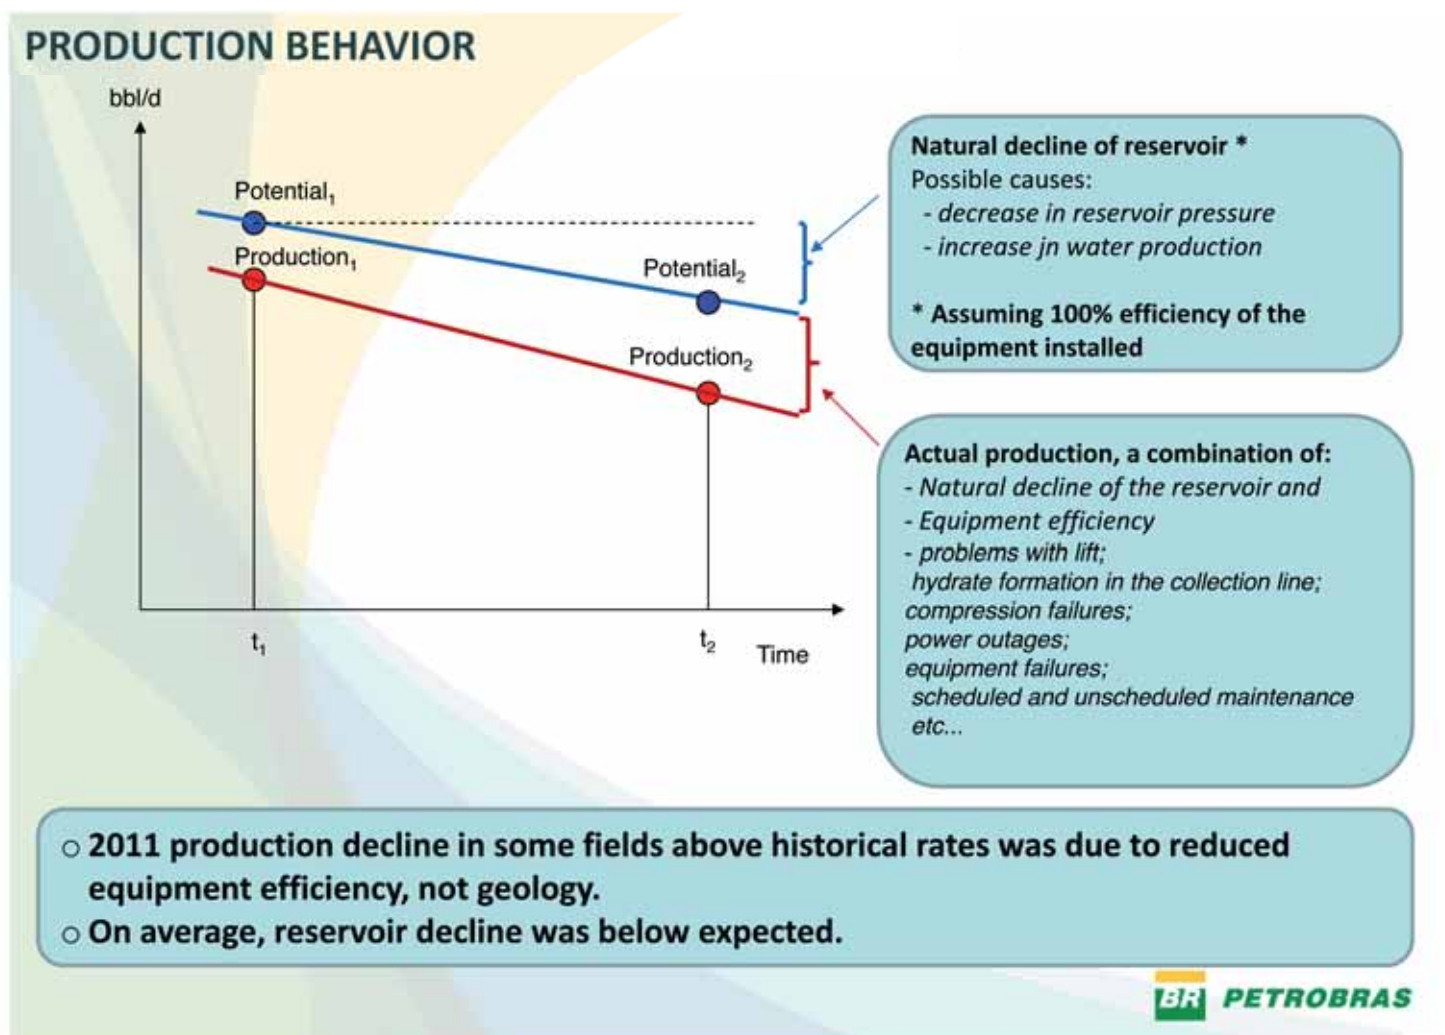 PRODUCTION BEHAVIOR
bbl/d
Potential₁
Production₁
Potential₂
Production₂
t₁
t₂
Time
Natural decline of reservoir *
Possible causes:
- decrease in reservoir pressure
- increase jn water production
* Assuming 100% efficiency of the
equipment installed
Actual production, a combination of:
- Natural decline of the reservoir and
- Equipment efficiency
- problems with lift;
hydrate formation in the collection line;
compression failures;
power outages;
equipment failures;
scheduled and unscheduled maintenance
etc...
○ 2011 production decline in some fields above historical rates was due to reduced
equipment efficiency, not geology.
○ On average, reservoir decline was below expected.
BR PETROBRAS